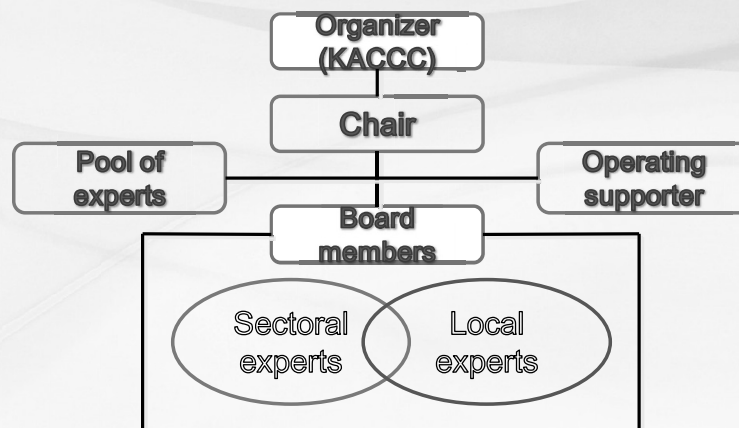 Organizer
(KACCC)
Chair
Pool of
experts
Operating
supporter
Board
members
Sectoral
experts
Local
experts